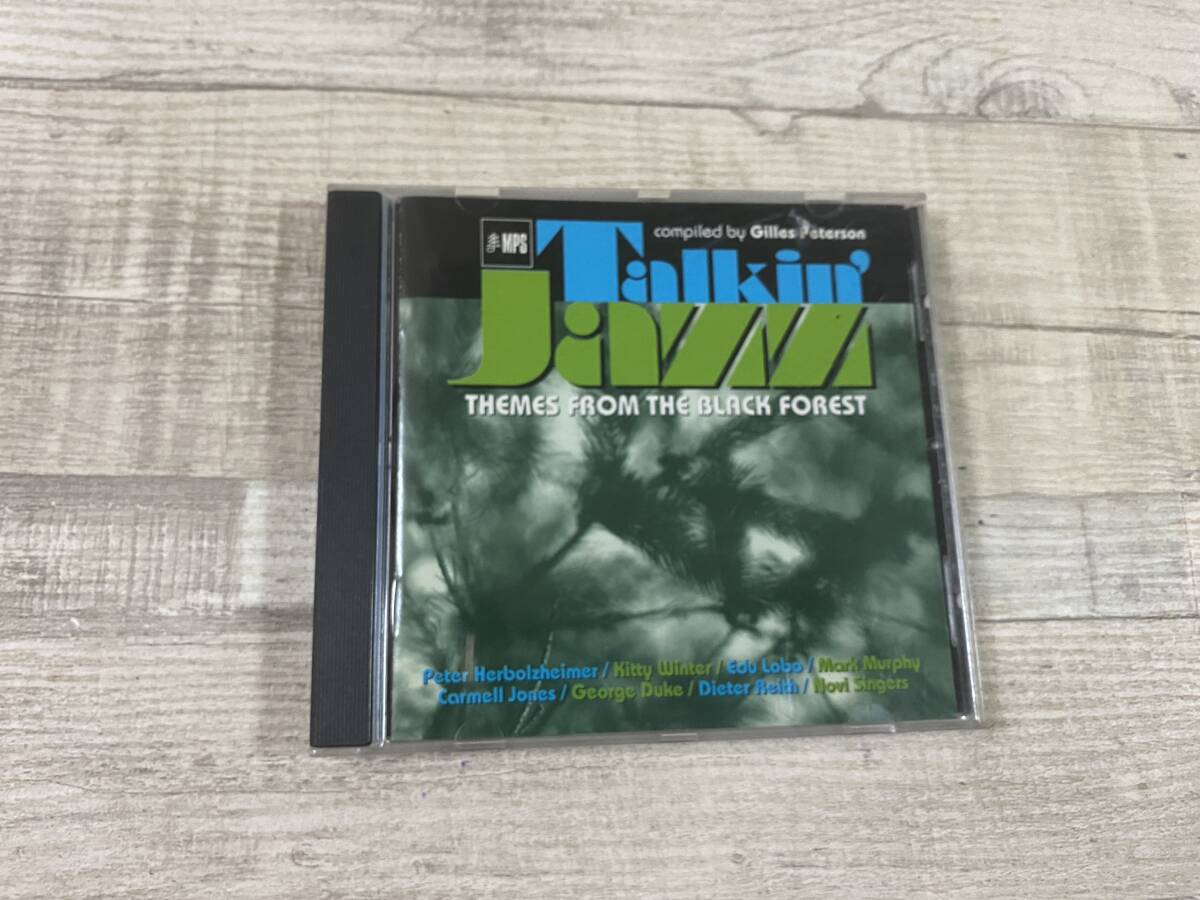 compiled by Gilles Peterson
MPS
Talkin'
Jazz
THEMES FROM THE BLACK FOREST
Peter Herbolzheimer / Kitty Winter / Edu Lobo / Mark Murphy
Carmell Jones / George Duke / Dieter Reith / Novi Singers